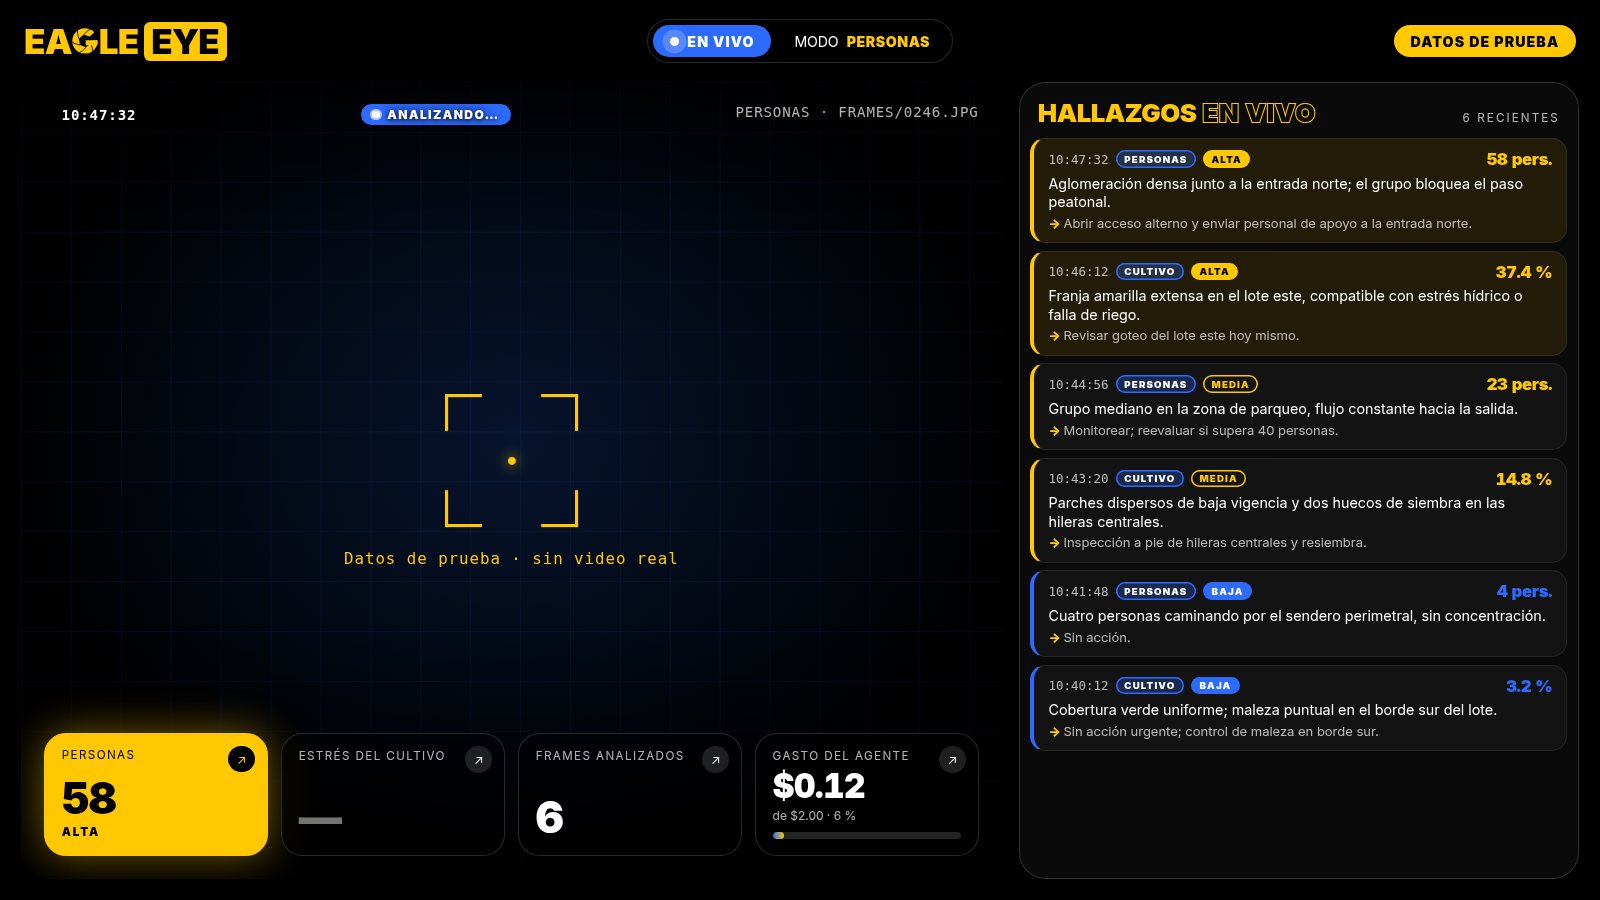 EAGLE EYE
EN VIVO
MODO PERSONAS
DATOS DE PRUEBA
10:47:32
ANALIZANDO...
PERSONAS · FRAMES/0246.JPG
Datos de prueba · sin video real
PERSONAS
58
ALTA
ESTRÉS DEL CULTIVO
—
FRAMES ANALIZADOS
6
GASTO DEL AGENTE
$0.12
de $2.00 · 6 %
HALLAZGOS EN VIVO
6 RECIENTES
10:47:32 PERSONAS ALTA 58 pers.
Aglomeración densa junto a la entrada norte; el grupo bloquea el paso
peatonal.
→ Abrir acceso alterno y enviar personal de apoyo a la entrada norte.
10:46:12 CULTIVO ALTA 37.4 %
Franja amarilla extensa en el lote este, compatible con estrés hídrico o
falla de riego.
→ Revisar goteo del lote este hoy mismo.
10:44:56 PERSONAS MEDIA 23 pers.
Grupo mediano en la zona de parqueo, flujo constante hacia la salida.
→ Monitorear; reevaluar si supera 40 personas.
10:43:20 CULTIVO MEDIA 14.8 %
Parches dispersos de baja vigencia y dos huecos de siembra en las
hileras centrales.
→ Inspección a pie de hileras centrales y resiembra.
10:41:48 PERSONAS BAJA 4 pers.
Cuatro personas caminando por el sendero perimetral, sin concentración.
→ Sin acción.
10:40:12 CULTIVO BAJA 3.2 %
Cobertura verde uniforme; maleza puntual en el borde sur del lote.
→ Sin acción urgente; control de maleza en borde sur.